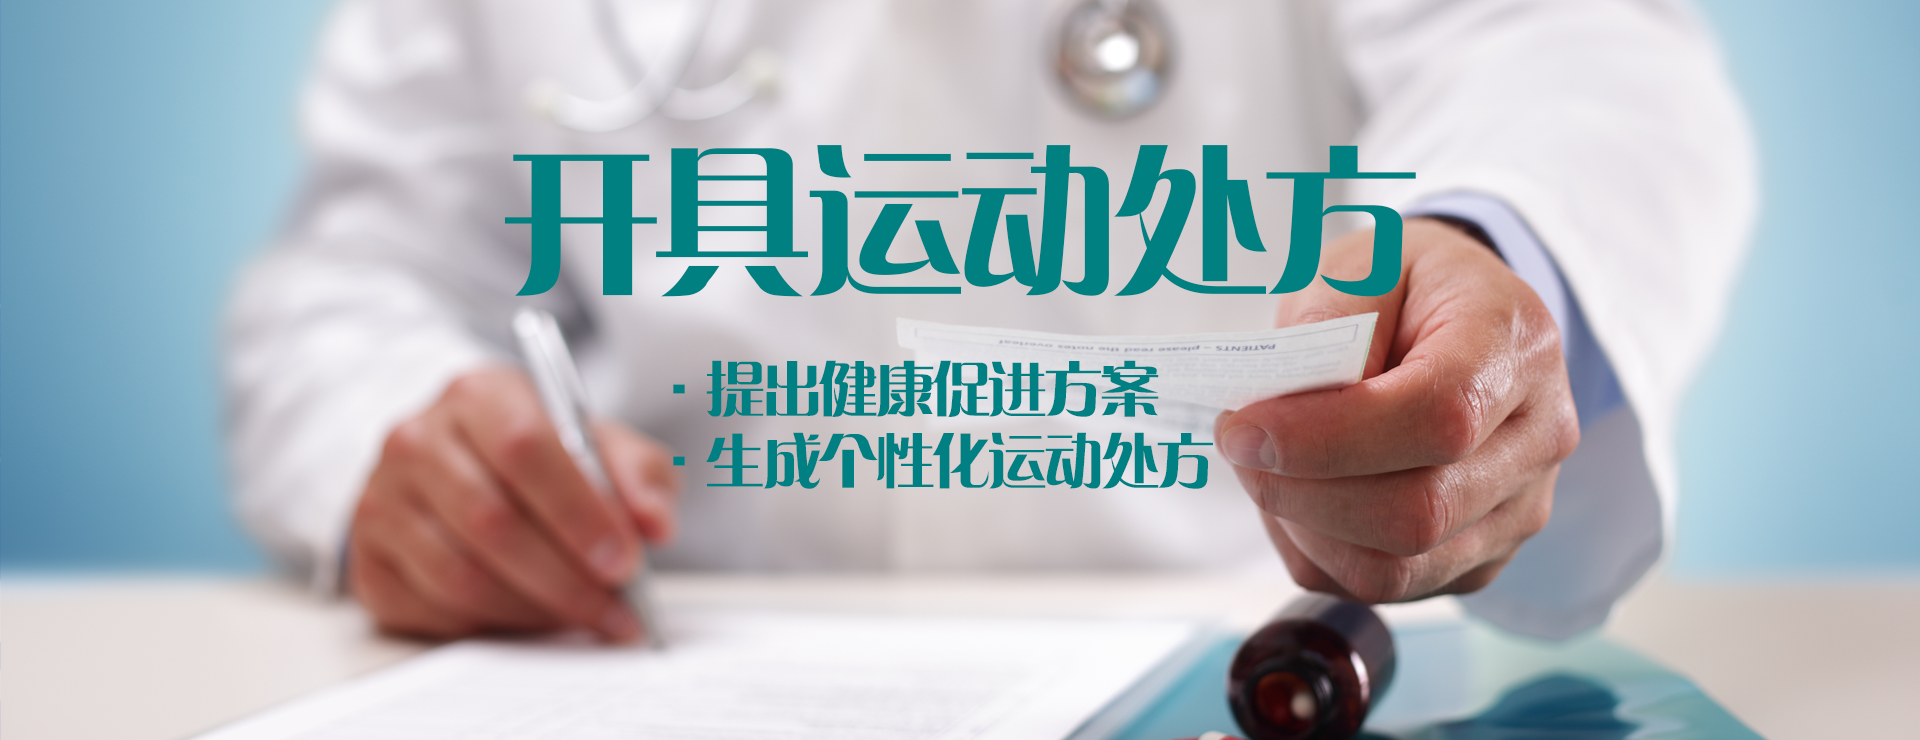 开具运动处方
PATIENTS – please read the notes overleaf
· 提出健康促进方案
· 生成个性化运动处方